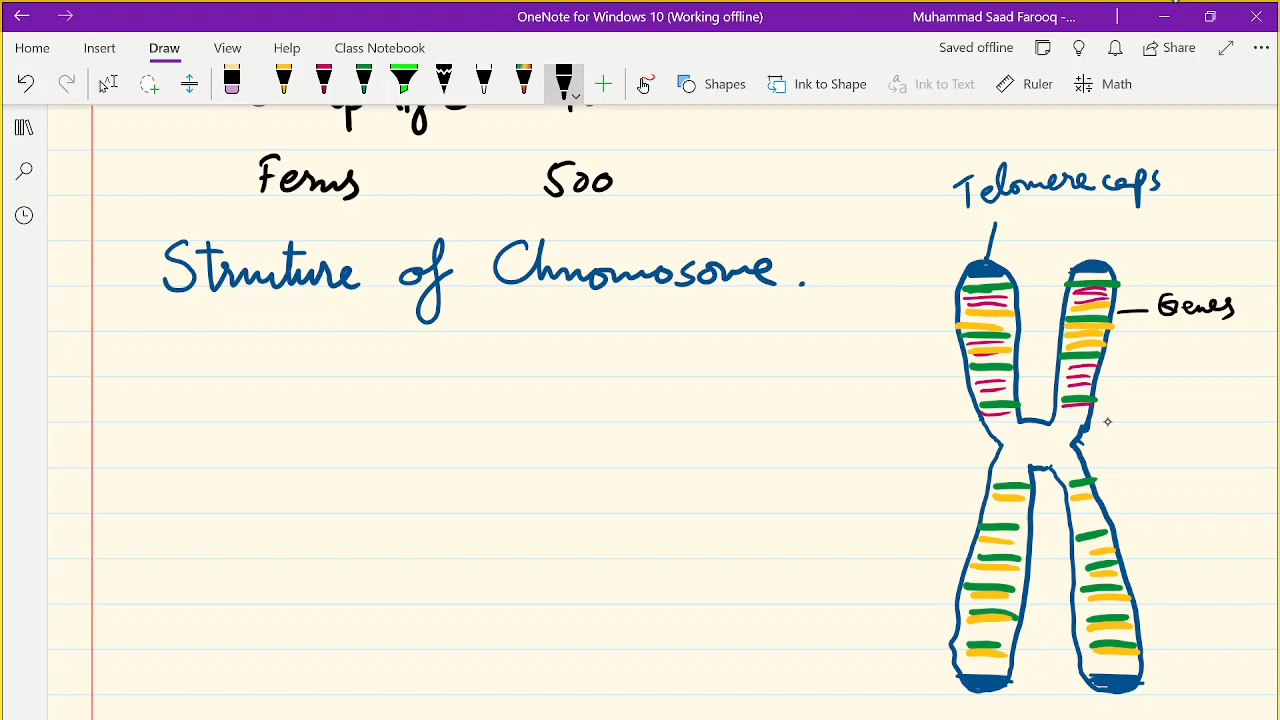 OneNote for Windows 10 (Working offline)
Muhammad Saad Farooq -...
Home Insert Draw View Help Class Notebook
Saved offline Share
Shapes Ink to Shape Ink to Text Ruler Math
Ferns 500
Telomere caps
Struture of Chromosome.
Genes